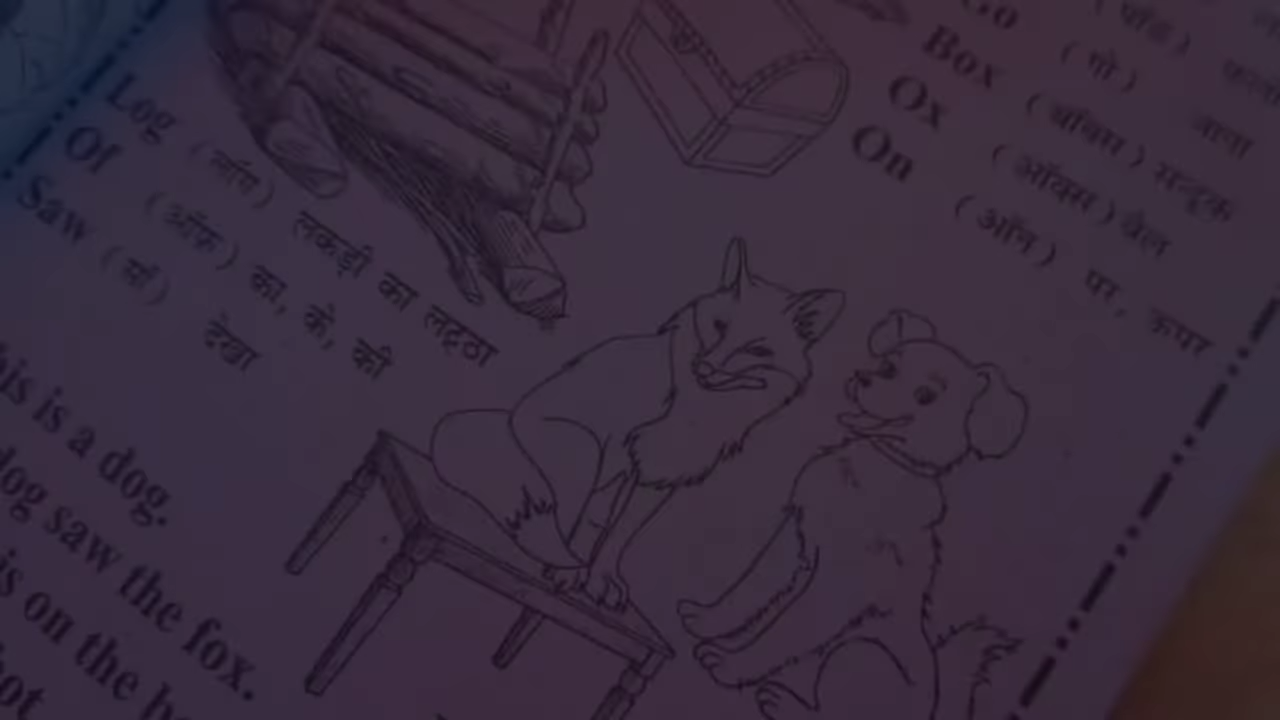 Go (गो) जाना
Box (बॉक्स) सन्दूक
Ox (ऑक्स) बैल
On (ऑन) पर, ऊपर
Log (लॉग) लकड़ी का लट्ठा
Of (ऑफ़) का, के, की
Saw (सॉ) देखा
is is a dog.
dog saw the fox.
is on the